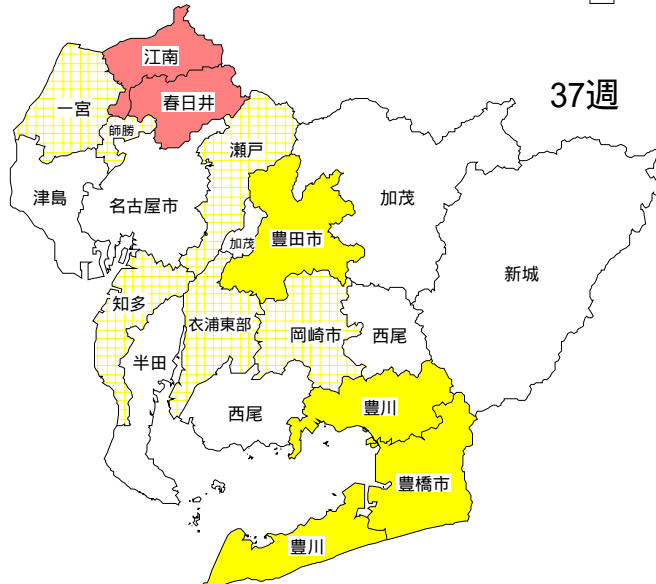 江南
春日井
37週
一宮
師勝
瀬戸
津島
名古屋市
加茂
加茂
豊田市
新城
知多
衣浦東部
岡崎市
西尾
半田
西尾
豊川
豊橋市
豊川